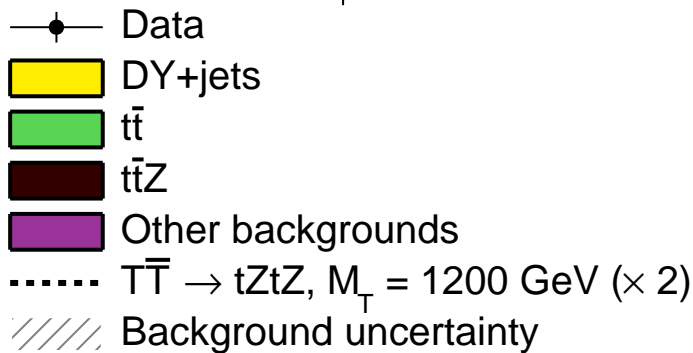 Data
DY+jets
tt̄
tt̄Z
Other backgrounds
TT̅ → tZtZ, M_T = 1200 GeV (× 2)
Background uncertainty